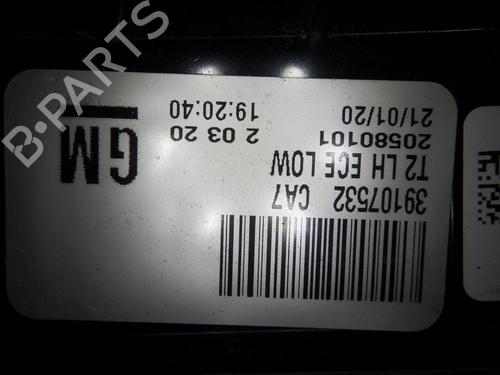 B-PARTS
39107532 CA7
T2 LH ECE LOW
20580101 2 03 20
21/01/20 19:20:40
GM